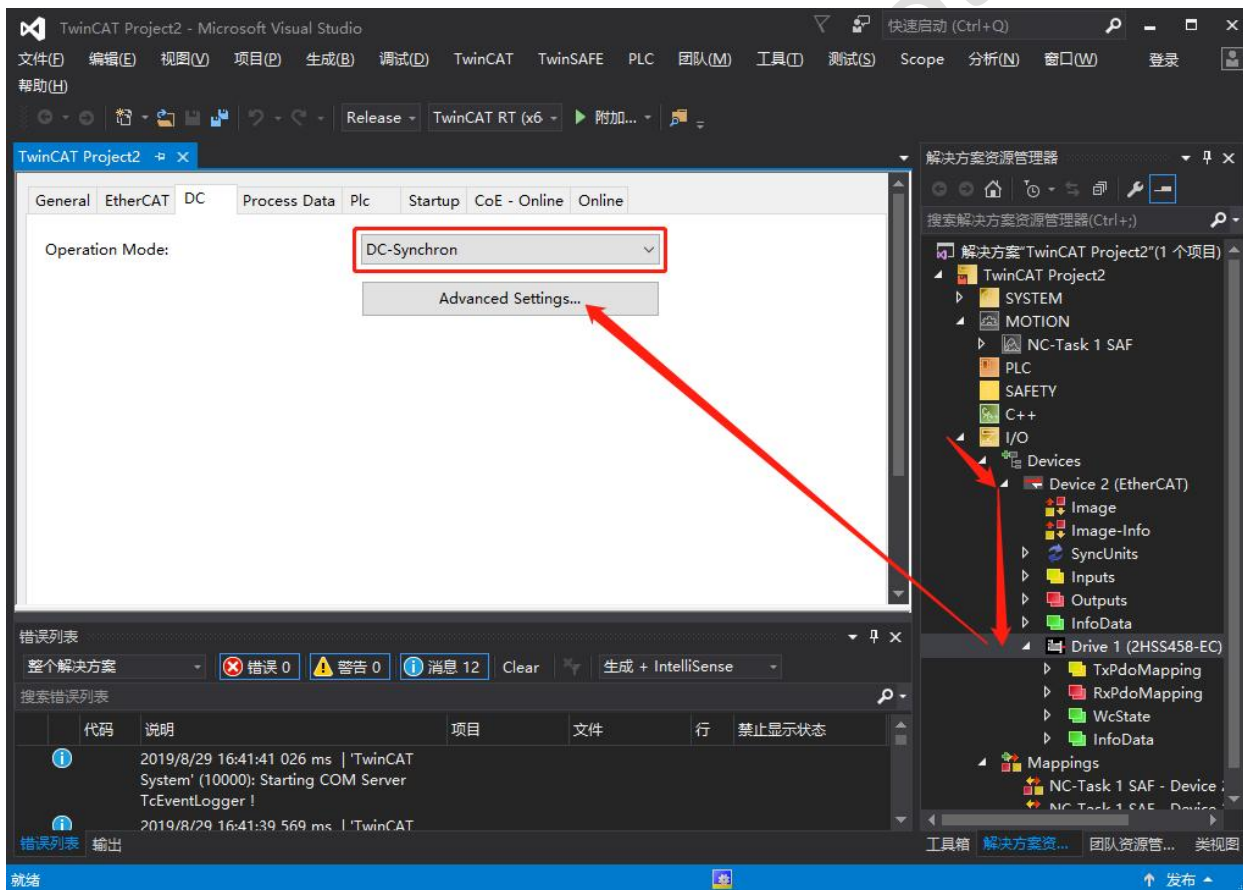 TwinCAT Project2 - Microsoft Visual Studio
快速启动 (Ctrl+Q)
文件(F) 编辑(E) 视图(V) 项目(P) 生成(B) 调试(D) TwinCAT TwinSAFE PLC 团队(M) 工具(T) 测试(S) Scope 分析(N) 窗口(W) 登录
帮助(H)
Release TwinCAT RT (x6 附加...
TwinCAT Project2
General EtherCAT DC Process Data Plc Startup CoE - Online Online
Operation Mode: DC-Synchron
Advanced Settings...
解决方案资源管理器
搜索解决方案资源管理器(Ctrl+;)
解决方案"TwinCAT Project2"(1 个项目)
TwinCAT Project2
SYSTEM
MOTION
NC-Task 1 SAF
PLC
SAFETY
C++
I/O
Devices
Device 2 (EtherCAT)
Image
Image-Info
SyncUnits
Inputs
Outputs
InfoData
Drive 1 (2HSS458-EC)
TxPdoMapping
RxPdoMapping
WcState
InfoData
Mappings
NC-Task 1 SAF - Device
NC-Task 1 SAF - Device
错误列表
整个解决方案 错误 0 警告 0 消息 12 Clear 生成 + IntelliSense
搜索错误列表
代码 说明 项目 文件 行 禁止显示状态
2019/8/29 16:41:41 026 ms | 'TwinCAT
System' (10000): Starting COM Server
TcEventLogger !
2019/8/29 16:41:39 569 ms | 'TwinCAT
错误列表 输出
工具箱 解决方案资... 团队资源管... 类视图
就绪
发布